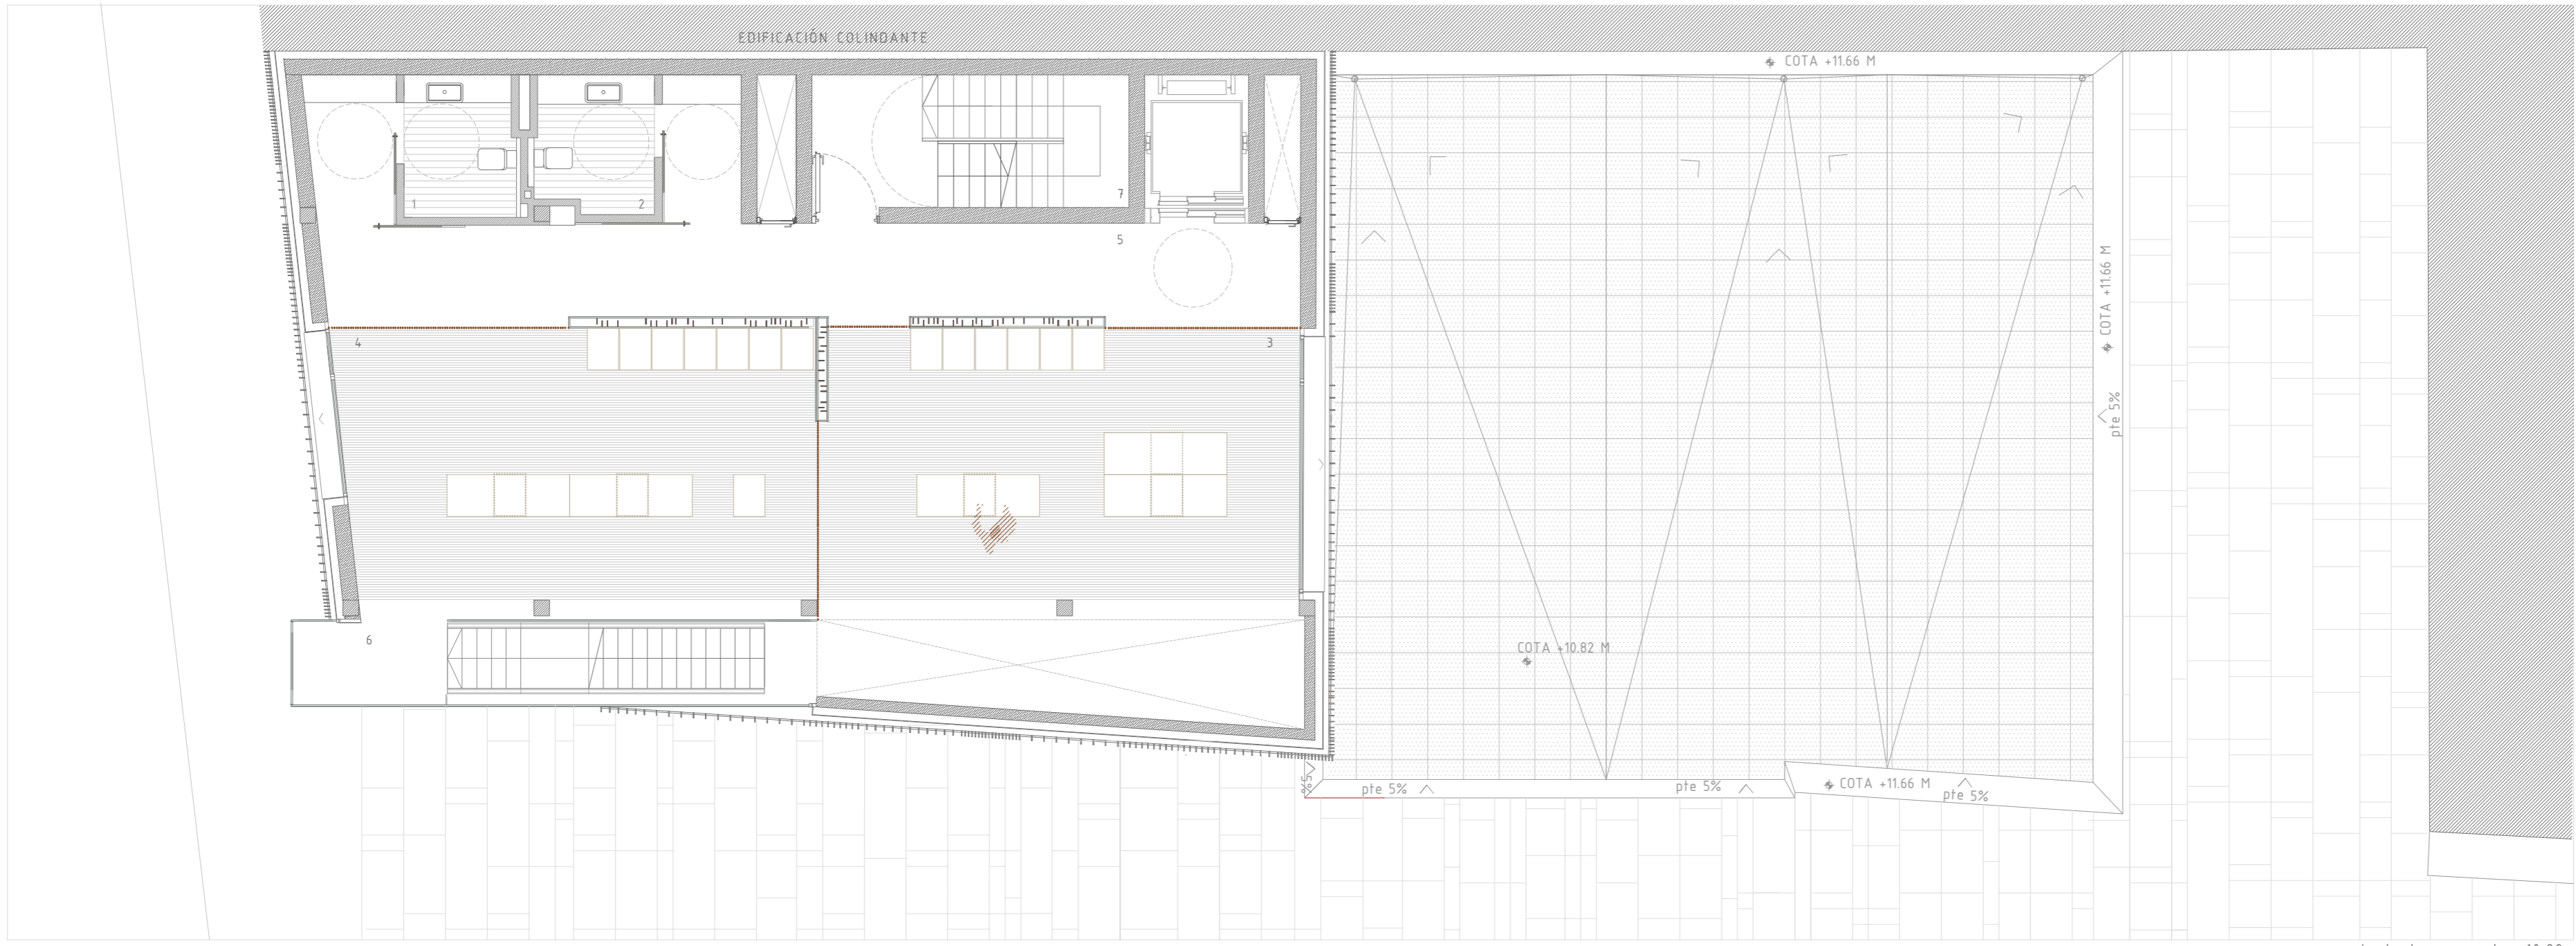 EDIFICACIÓN COLINDANTE
COTA +11.66 M
1
2
7
5
4
3
COTA +11.66 M
pte 5%
6
COTA +10.82 M
5%
pte 5%
pte 5%
COTA +11.66 M
pte 5%